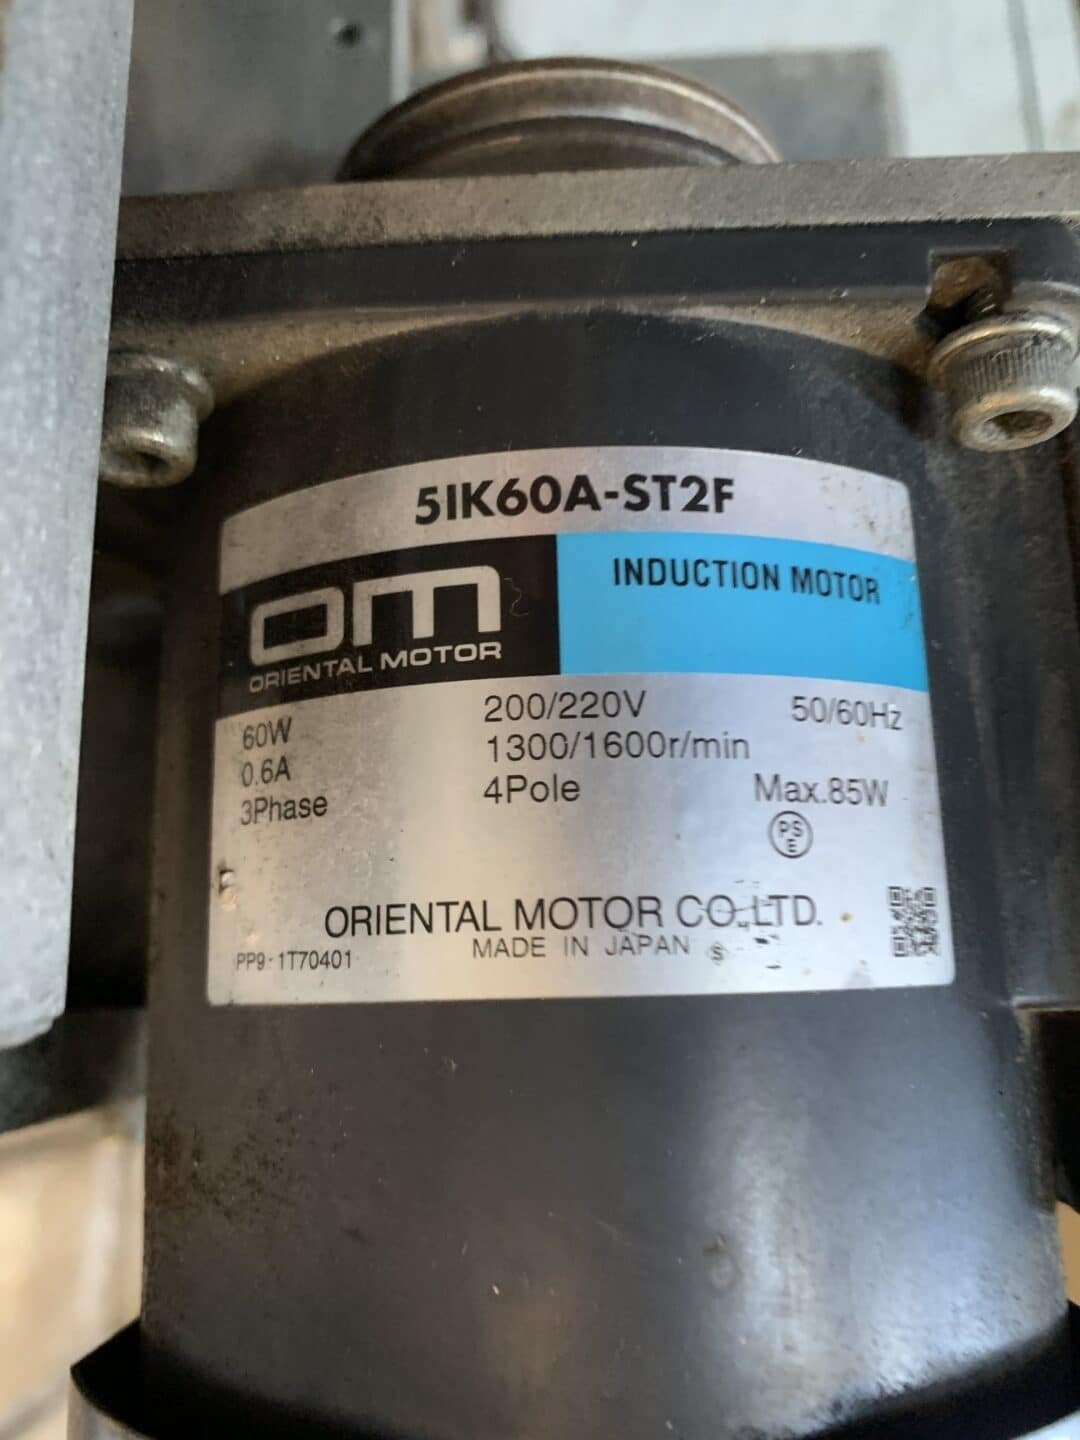 5IK60A-ST2F
INDUCTION MOTOR
om
ORIENTAL MOTOR
60W 200/220V 50/60Hz
0.6A 1300/1600r/min
3Phase 4Pole Max.85W
PS
E
ORIENTAL MOTOR CO.,LTD.
MADE IN JAPAN S
PP9-1T70401